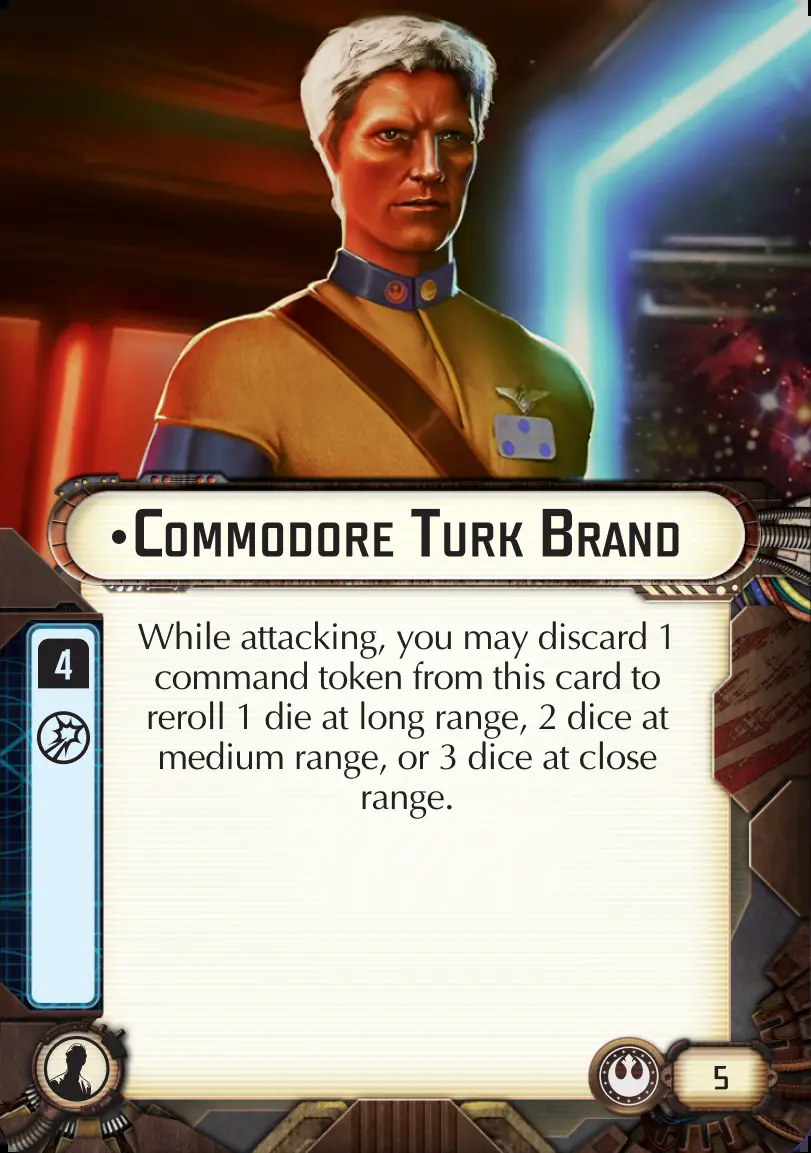 •Commodore Turk Brand
4
While attacking, you may discard 1
command token from this card to
reroll 1 die at long range, 2 dice at
medium range, or 3 dice at close
range.
5